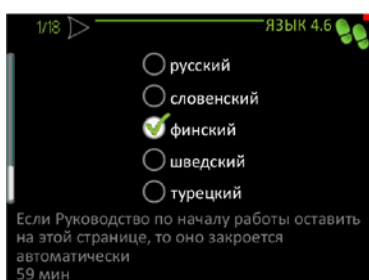 1/18 ЯЗЫК 4.6
русский
словенский
финский
шведский
турецкий
Если Руководство по началу работы оставить
на этой странице, то оно закроется
автоматически
59 мин